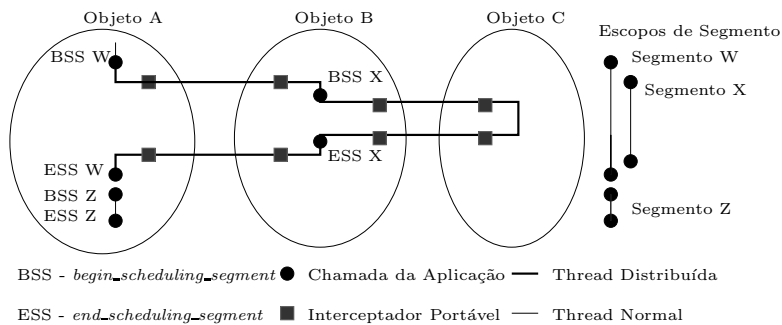 Objeto A
Objeto B
Objeto C
Escopos de Segmento
BSS W
BSS X
Segmento W
Segmento X
ESS W
ESS X
BSS Z
ESS Z
Segmento Z
BSS - begin_scheduling_segment
Chamada da Aplicação
Thread Distribuída
ESS - end_scheduling_segment
Interceptador Portável
Thread Normal